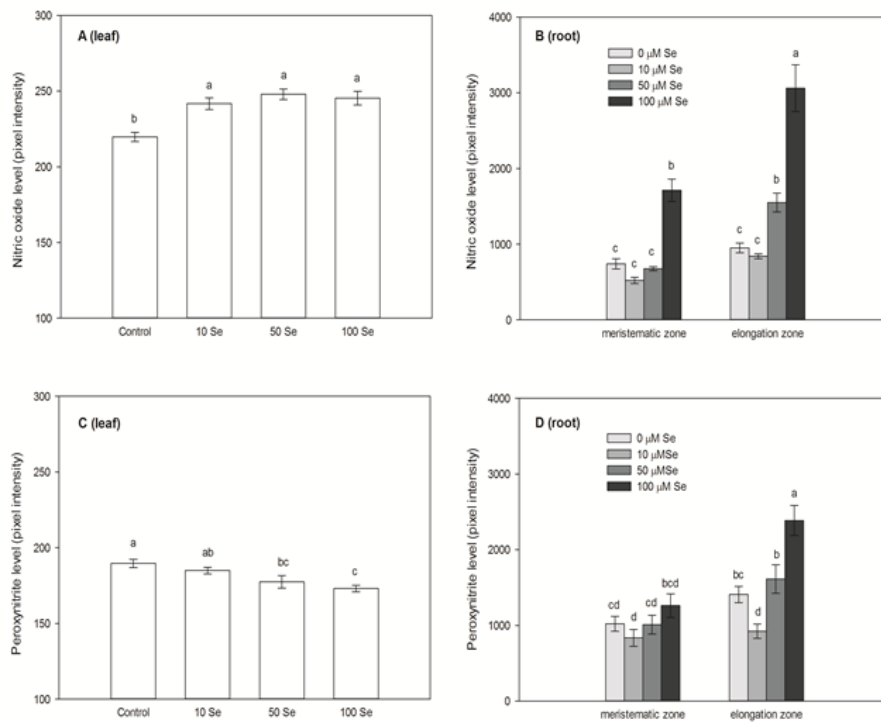 A (leaf)
Nitric oxide level (pixel intensity)
300
250
200
150
100
b
a
a
a
Control
10 Se
50 Se
100 Se
B (root)
Nitric oxide level (pixel intensity)
4000
3000
2000
1000
0
0 μM Se
10 μM Se
50 μM Se
100 μM Se
c
c
c
b
c
c
b
a
meristematic zone
elongation zone
C (leaf)
Peroxynitrite level (pixel intensity)
300
250
200
150
100
a
ab
bc
c
Control
10 Se
50 Se
100 Se
D (root)
Peroxynitrite level (pixel intensity)
4000
3000
2000
1000
0
0 μM Se
10 μMSe
50 μMSe
100 μM Se
cd
d
cd
bcd
bc
d
b
a
meristematic zone
elongation zone